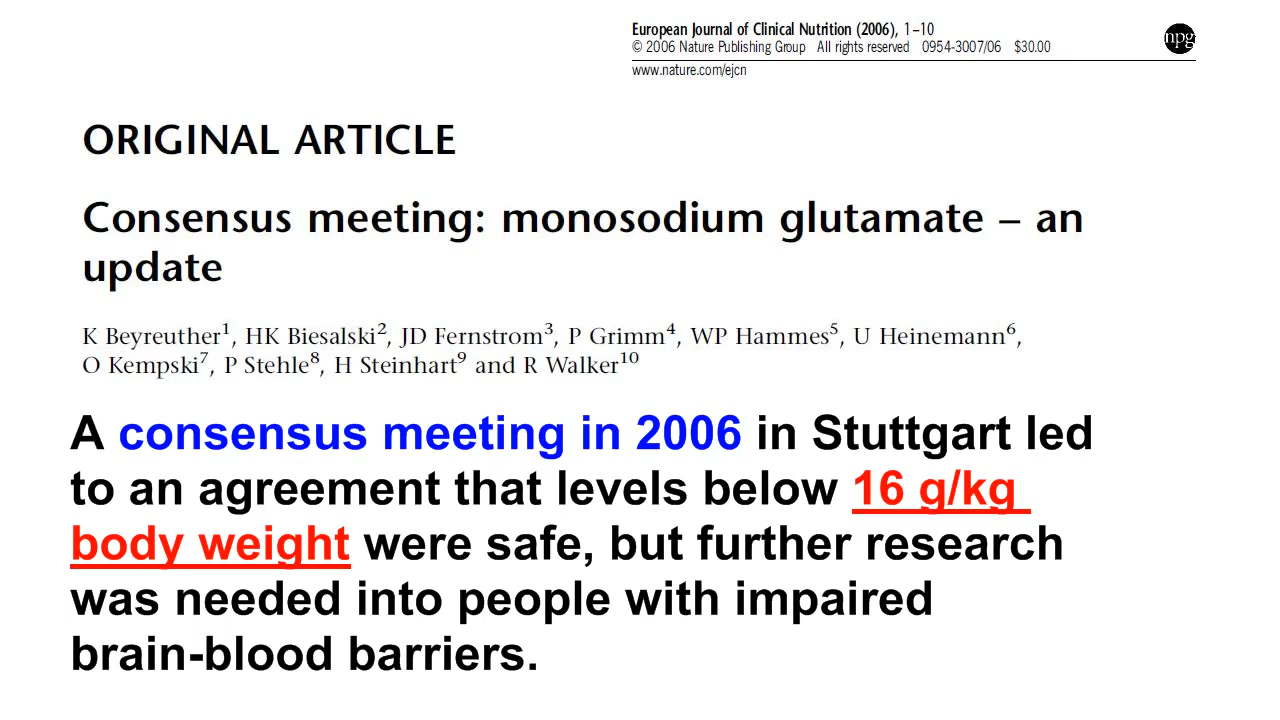 European Journal of Clinical Nutrition (2006), 1–10
© 2006 Nature Publishing Group All rights reserved 0954-3007/06 $30.00
npg
www.nature.com/ejcn
ORIGINAL ARTICLE
Consensus meeting: monosodium glutamate – an
update
K Beyreuther1, HK Biesalski2, JD Fernstrom3, P Grimm4, WP Hammes5, U Heinemann6,
O Kempski7, P Stehle8, H Steinhart9 and R Walker10
A consensus meeting in 2006 in Stuttgart led
to an agreement that levels below 16 g/kg
body weight were safe, but further research
was needed into people with impaired
brain-blood barriers.